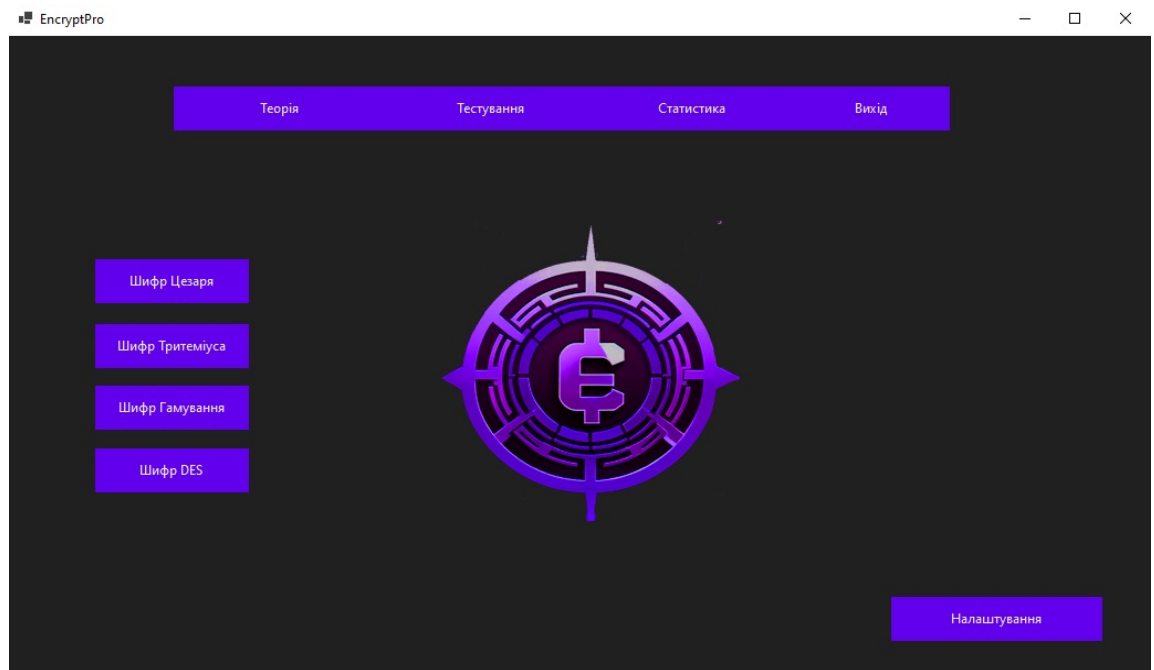 EncryptPro
Теорія Тестування Статистика Вихід
Шифр Цезаря
Шифр Тритеміуса
Шифр Гамування
Шифр DES
Налаштування